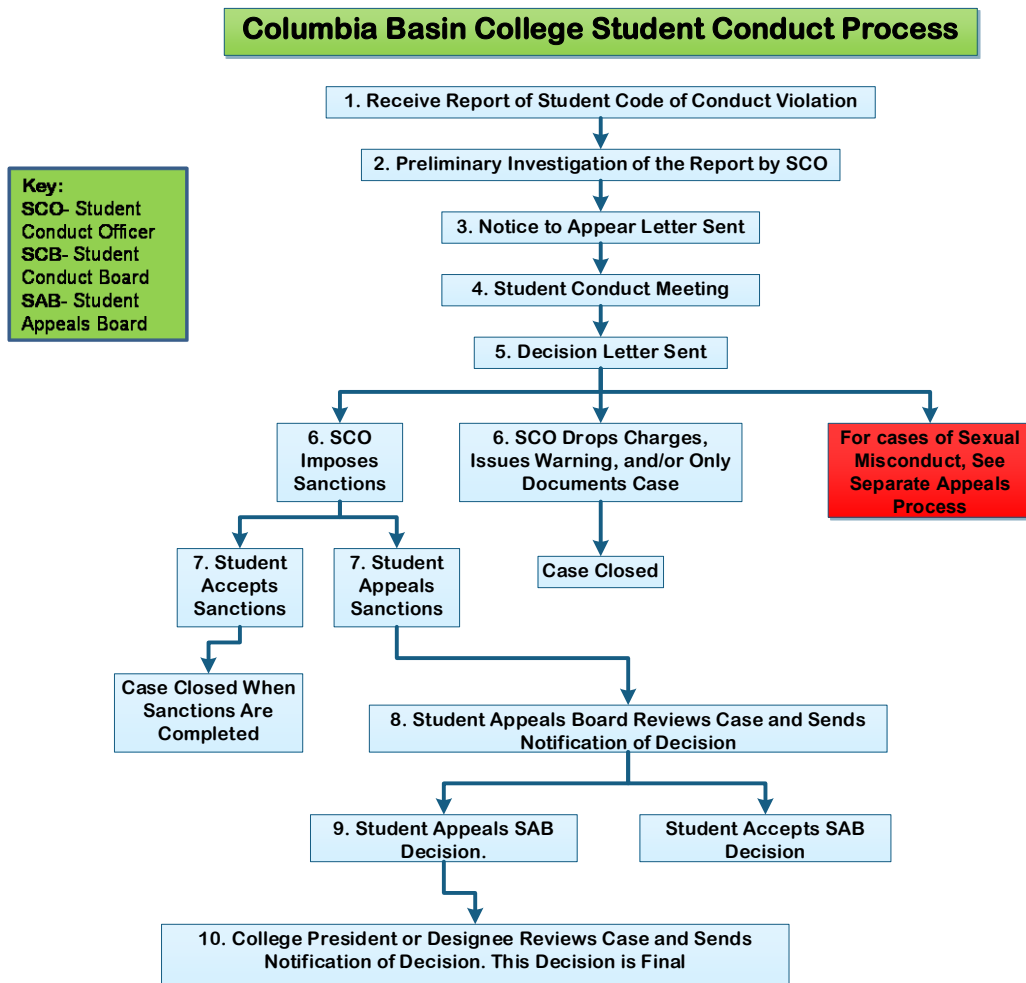 Columbia Basin College Student Conduct Process
1. Receive Report of Student Code of Conduct Violation
2. Preliminary Investigation of the Report by SCO
Key:
SCO- Student
Conduct Officer
SCB- Student
Conduct Board
SAB- Student
Appeals Board
3. Notice to Appear Letter Sent
4. Student Conduct Meeting
5. Decision Letter Sent
6. SCO
Imposes
Sanctions
6. SCO Drops Charges,
Issues Warning, and/or Only
Documents Case
For cases of Sexual
Misconduct, See
Separate Appeals
Process
7. Student
Accepts
Sanctions
7. Student
Appeals
Sanctions
Case Closed
Case Closed When
Sanctions Are
Completed
8. Student Appeals Board Reviews Case and Sends
Notification of Decision
9. Student Appeals SAB
Decision.
Student Accepts SAB
Decision
10. College President or Designee Reviews Case and Sends
Notification of Decision. This Decision is Final